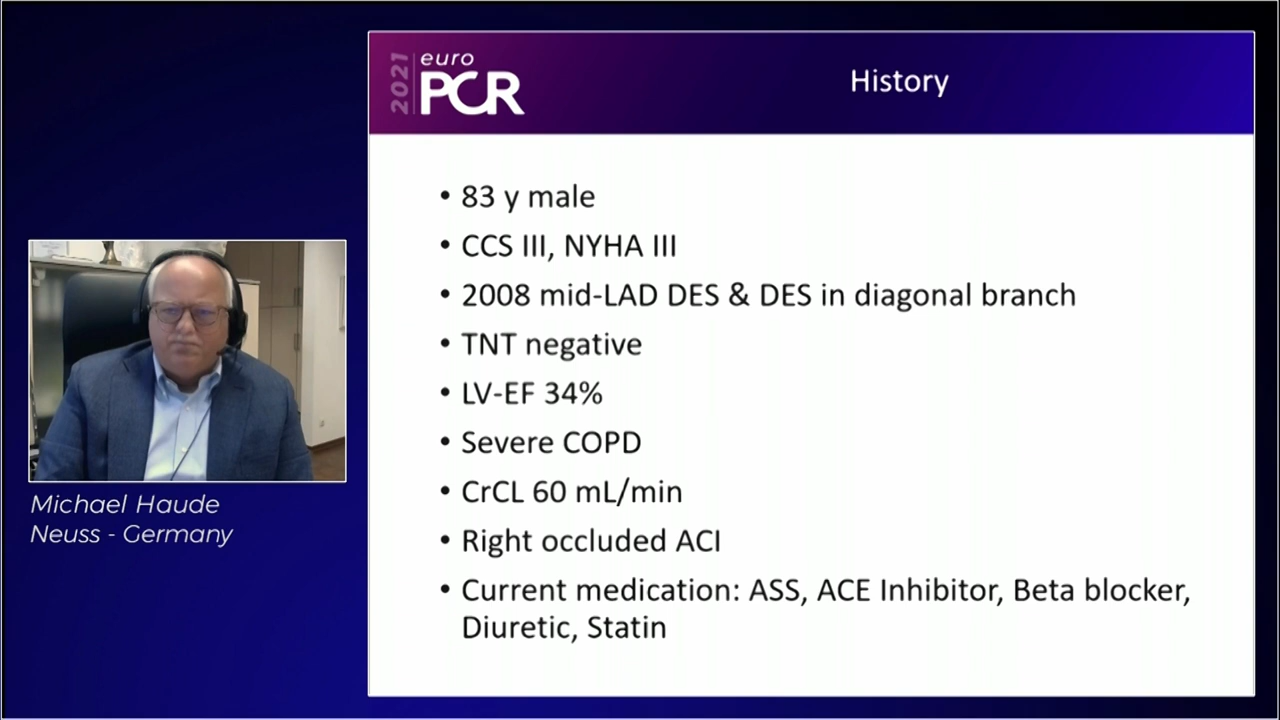 2021
euro
PCR
History
• 83 y male
• CCS III, NYHA III
• 2008 mid-LAD DES & DES in diagonal branch
• TNT negative
• LV-EF 34%
• Severe COPD
• CrCL 60 mL/min
• Right occluded ACI
• Current medication: ASS, ACE Inhibitor, Beta blocker,
Diuretic, Statin
Michael Haude
Neuss - Germany